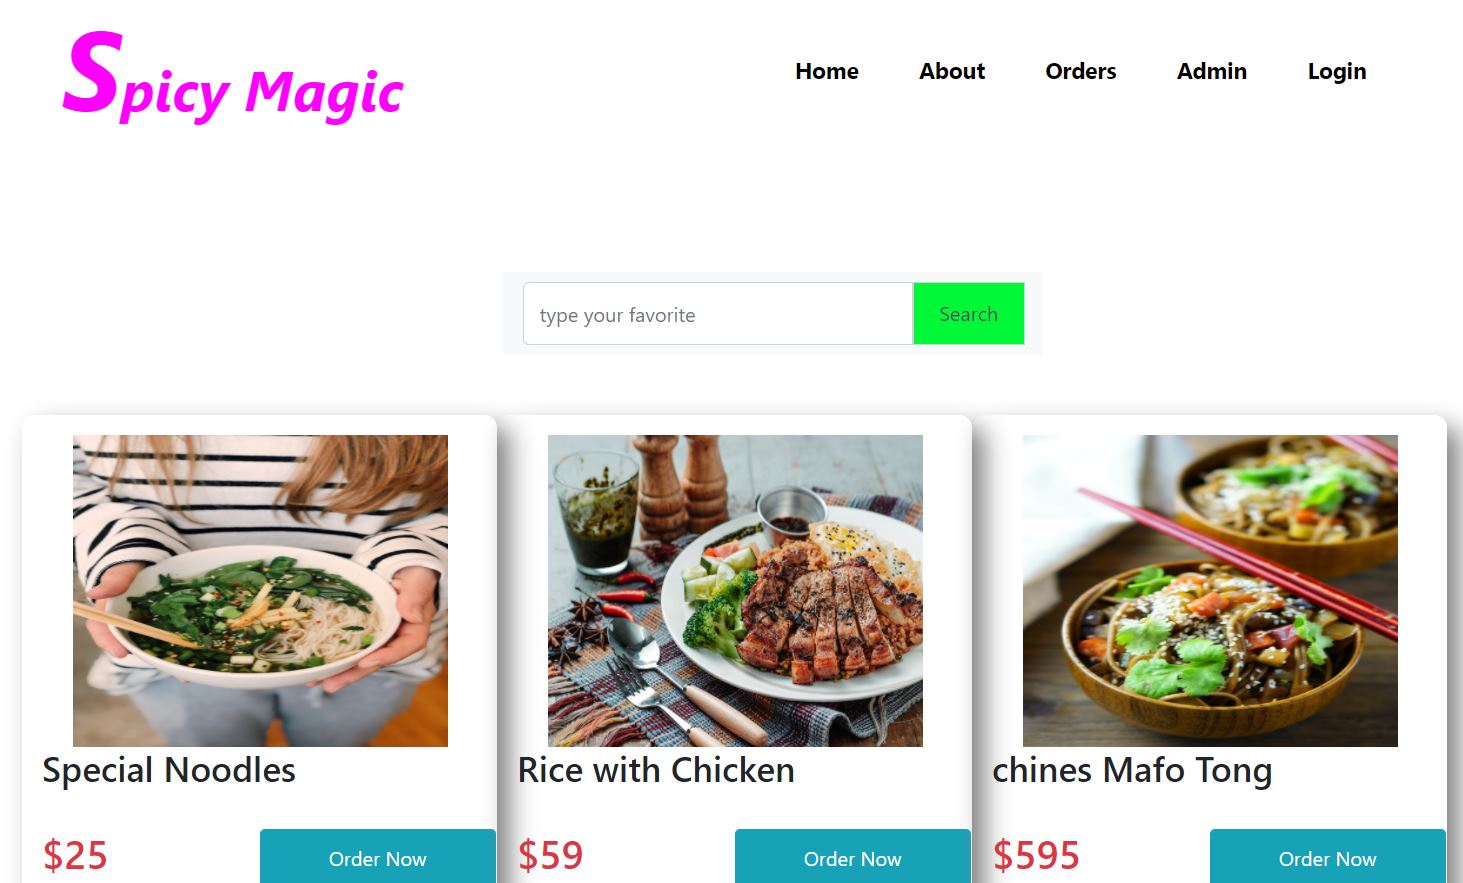 Spicy Magic
Home About Orders Admin Login
type your favorite Search
Special Noodles
$25 Order Now
Rice with Chicken
$59 Order Now
chines Mafo Tong
$595 Order Now